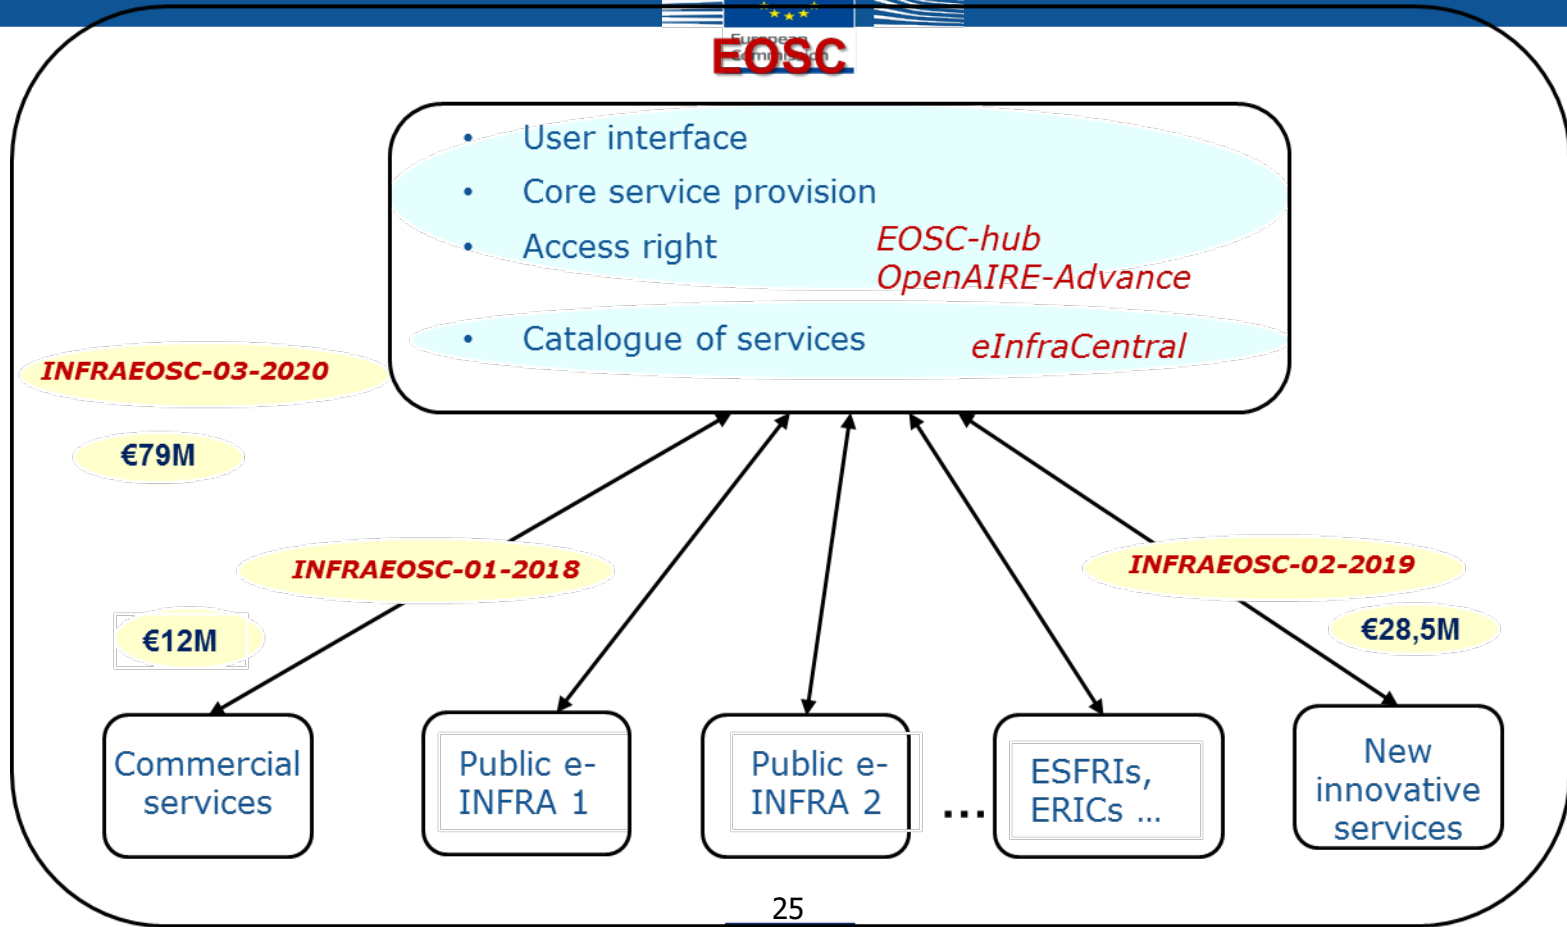 European
Commission
EOSC
• User interface
• Core service provision
• Access right
EOSC-hub
OpenAIRE-Advance
• Catalogue of services
eInfraCentral
INFRAEOSC-03-2020
€79M
INFRAEOSC-01-2018
€12M
INFRAEOSC-02-2019
€28,5M
Commercial
services
Public e-
INFRA 1
Public e-
INFRA 2
...
ESFRIs,
ERICs …
New
innovative
services
25